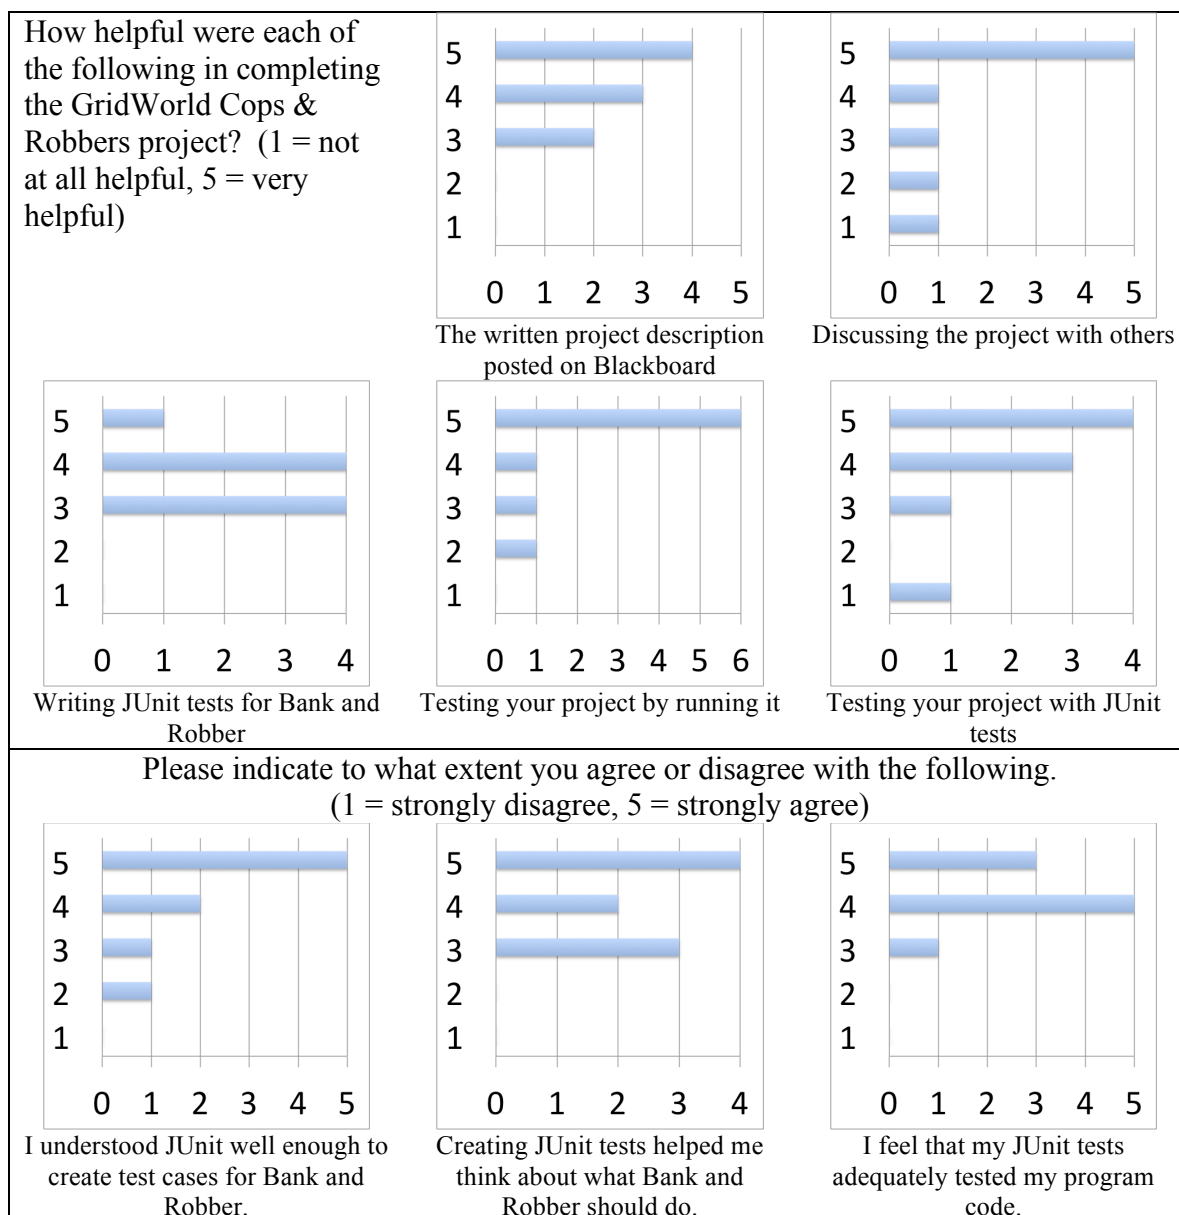 How helpful were each of
the following in completing
the GridWorld Cops &
Robbers project?  (1 = not
at all helpful, 5 = very
helpful)
5
4
3
2
1
0 1 2 3 4 5
The written project description
posted on Blackboard
5
4
3
2
1
0 1 2 3 4 5
Discussing the project with others
5
4
3
2
1
0 1 2 3 4
Writing JUnit tests for Bank and
Robber
5
4
3
2
1
0 1 2 3 4 5 6
Testing your project by running it
5
4
3
2
1
0 1 2 3 4
Testing your project with JUnit
tests
Please indicate to what extent you agree or disagree with the following.
(1 = strongly disagree, 5 = strongly agree)
5
4
3
2
1
0 1 2 3 4 5
I understood JUnit well enough to
create test cases for Bank and
Robber.
5
4
3
2
1
0 1 2 3 4
Creating JUnit tests helped me
think about what Bank and
Robber should do.
5
4
3
2
1
0 1 2 3 4 5
I feel that my JUnit tests
adequately tested my program
code.